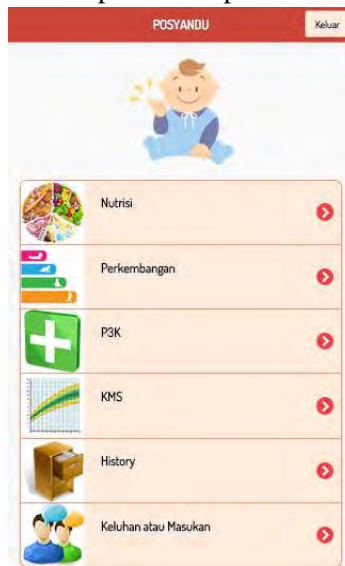 POSYANDU
Keluar
Nutrisi
Perkembangan
P3K
KMS
History
Keluhan atau Masukan